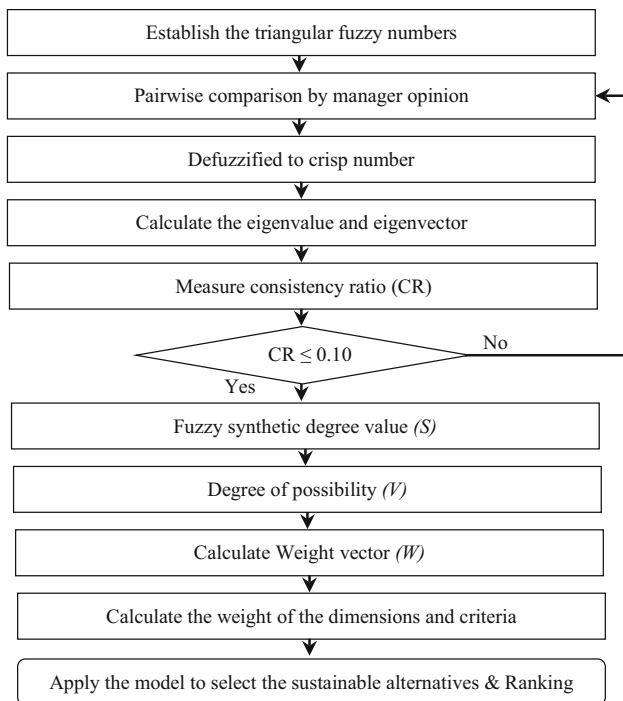 Establish the triangular fuzzy numbers
Pairwise comparison by manager opinion
Defuzzified to crisp number
Calculate the eigenvalue and eigenvector
Measure consistency ratio (CR)
CR ≤ 0.10
No
Yes
Fuzzy synthetic degree value (S)
Degree of possibility (V)
Calculate Weight vector (W)
Calculate the weight of the dimensions and criteria
Apply the model to select the sustainable alternatives & Ranking